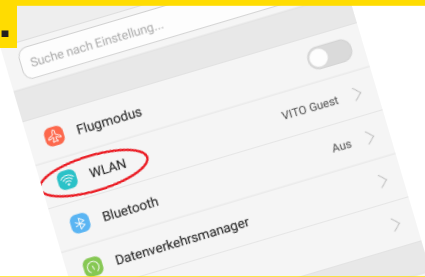 .
Suche nach Einstellung...
Flugmodus
WLAN
VITO Guest
Bluetooth
Aus
Datenverkehrsmanager